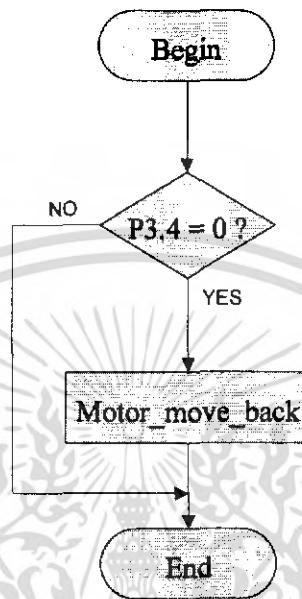 Begin
P3.4 = 0 ?
NO
YES
Motor_move_back
End